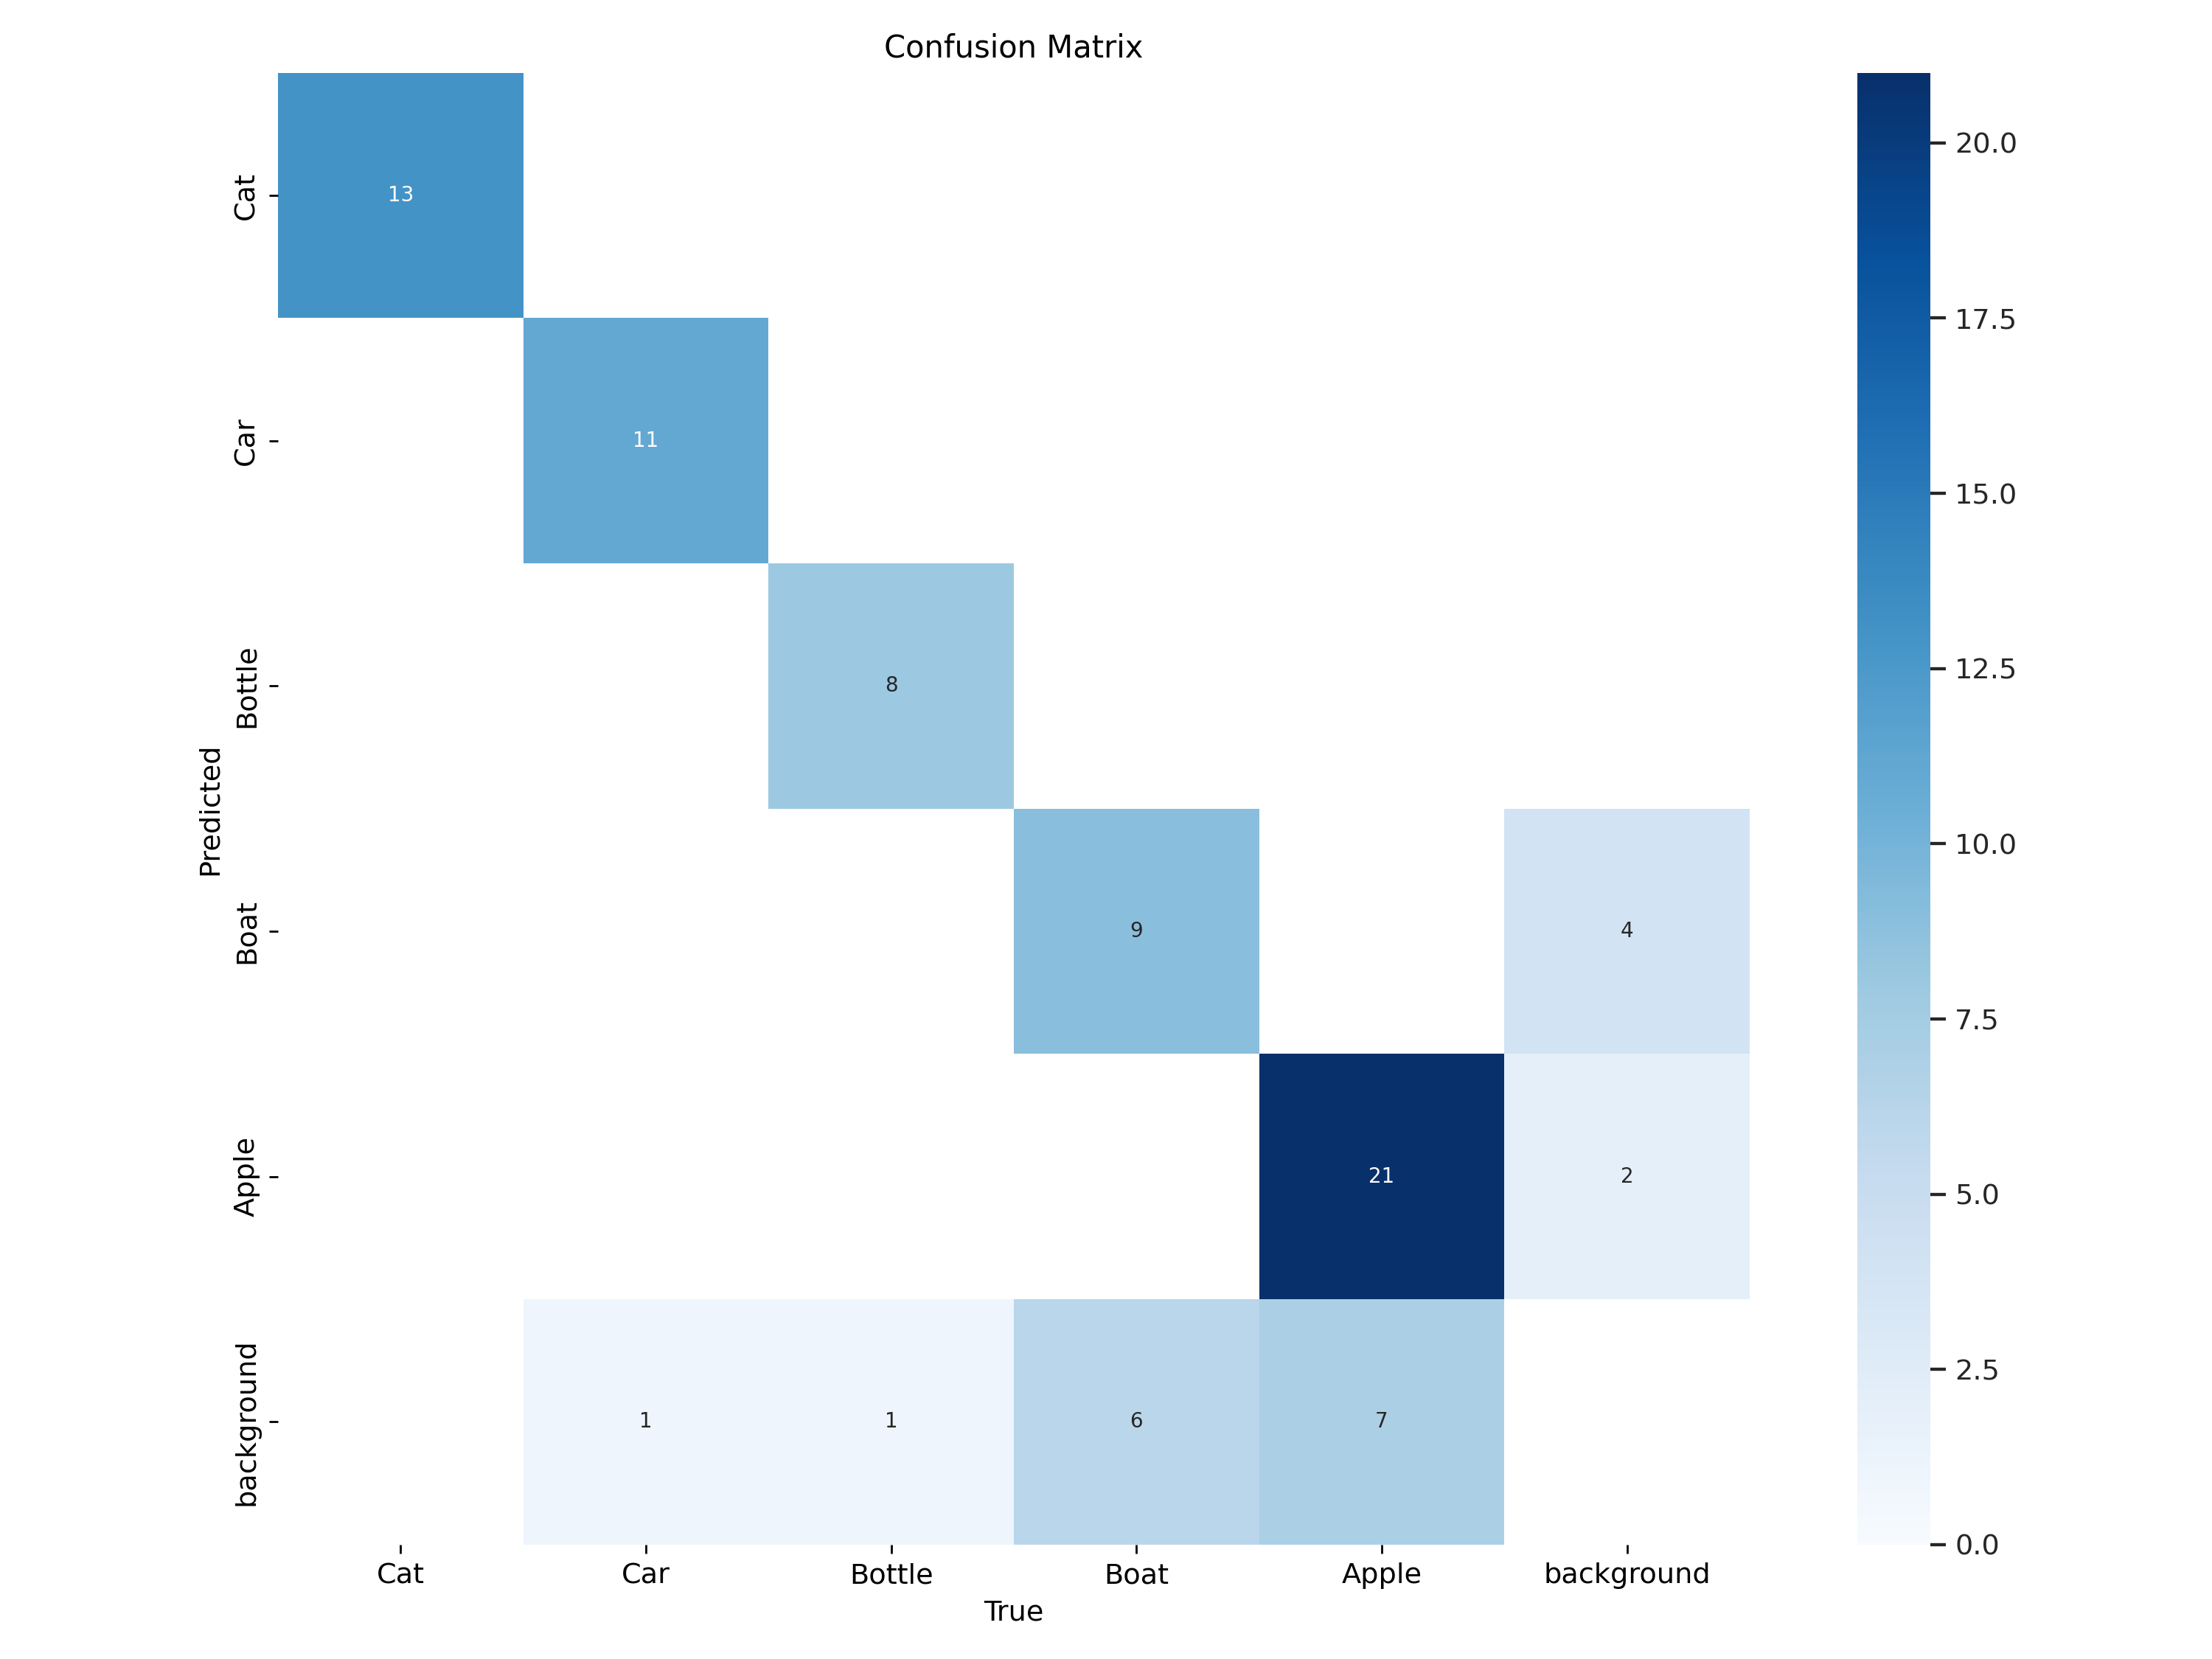 Confusion Matrix
Cat
13
Car
11
Bottle
8
Boat
9
4
Apple
21
2
background
1
1
6
7
Predicted
Cat
Car
Bottle
Boat
Apple
background
True
20.0
17.5
15.0
12.5
10.0
7.5
5.0
2.5
0.0